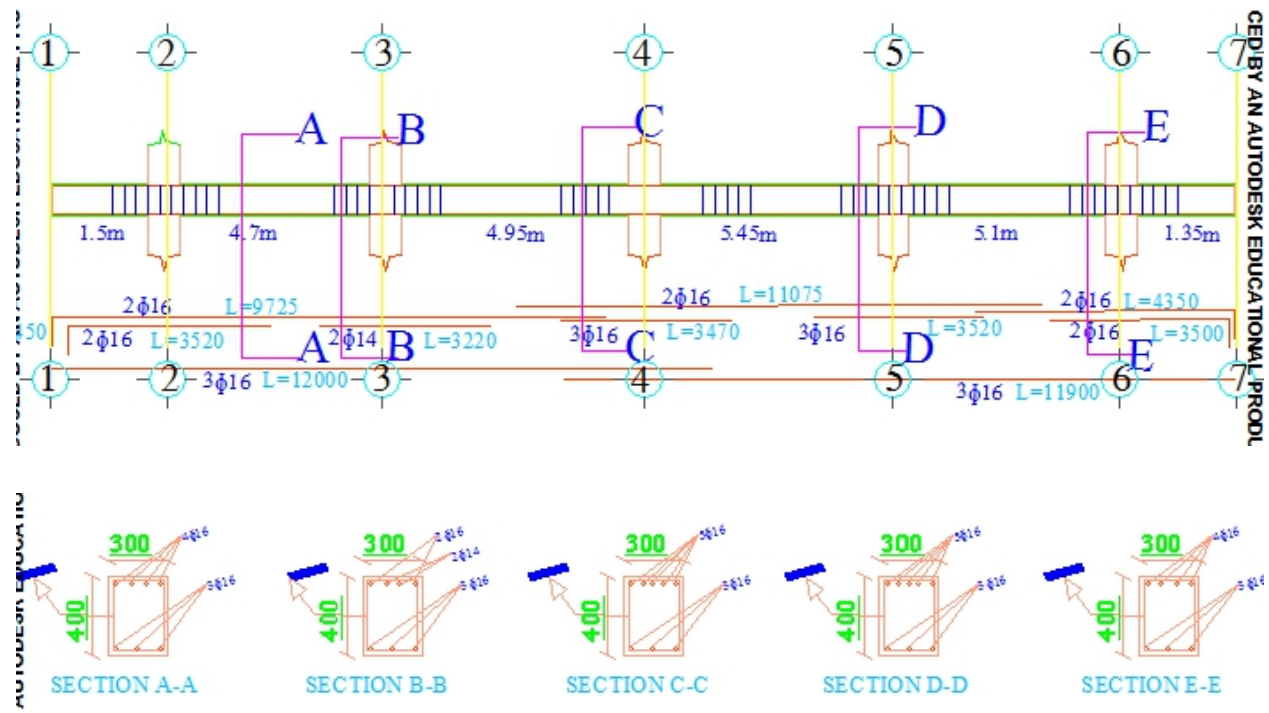 1 2 3 4 5 6 7
A B C D E
1.5m 4.7m 4.95m 5.45m 5.1m 1.35m
2ϕ16 L=9725 2ϕ16 L=11075 2ϕ16 L=4350
2ϕ16 L=3520 2ϕ14 L=3220 3ϕ16 L=3470 3ϕ16 L=3520 2ϕ16 L=3500
A B C D E
3ϕ16 L=12000 3ϕ16 L=11900
1 2 3 4 5 6 7
CED BY AN AUTODESK EDUCATIONAL PRODU
300 4ϕ16 300 2ϕ16 300 5ϕ16 300 5ϕ16 300 4ϕ16
2ϕ14
3ϕ16 3ϕ16 3ϕ16 3ϕ16 3ϕ16
400 400 400 400 400
SECTION A-A SECTION B-B SECTION C-C SECTION D-D SECTION E-E